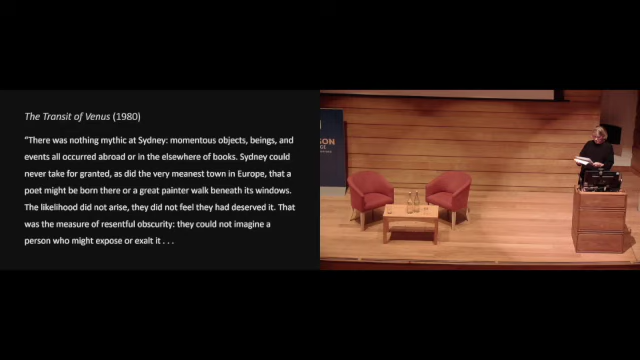 The Transit of Venus (1980)
“There was nothing mythic at Sydney: momentous objects, beings, and
events all occurred abroad or in the elsewhere of books. Sydney could
never take for granted, as did the very meanest town in Europe, that a
poet might be born there or a great painter walk beneath its windows.
The likelihood did not arise, they did not feel they had deserved it. That
was the measure of resentful obscurity: they could not imagine a
person who might expose or exalt it . . .